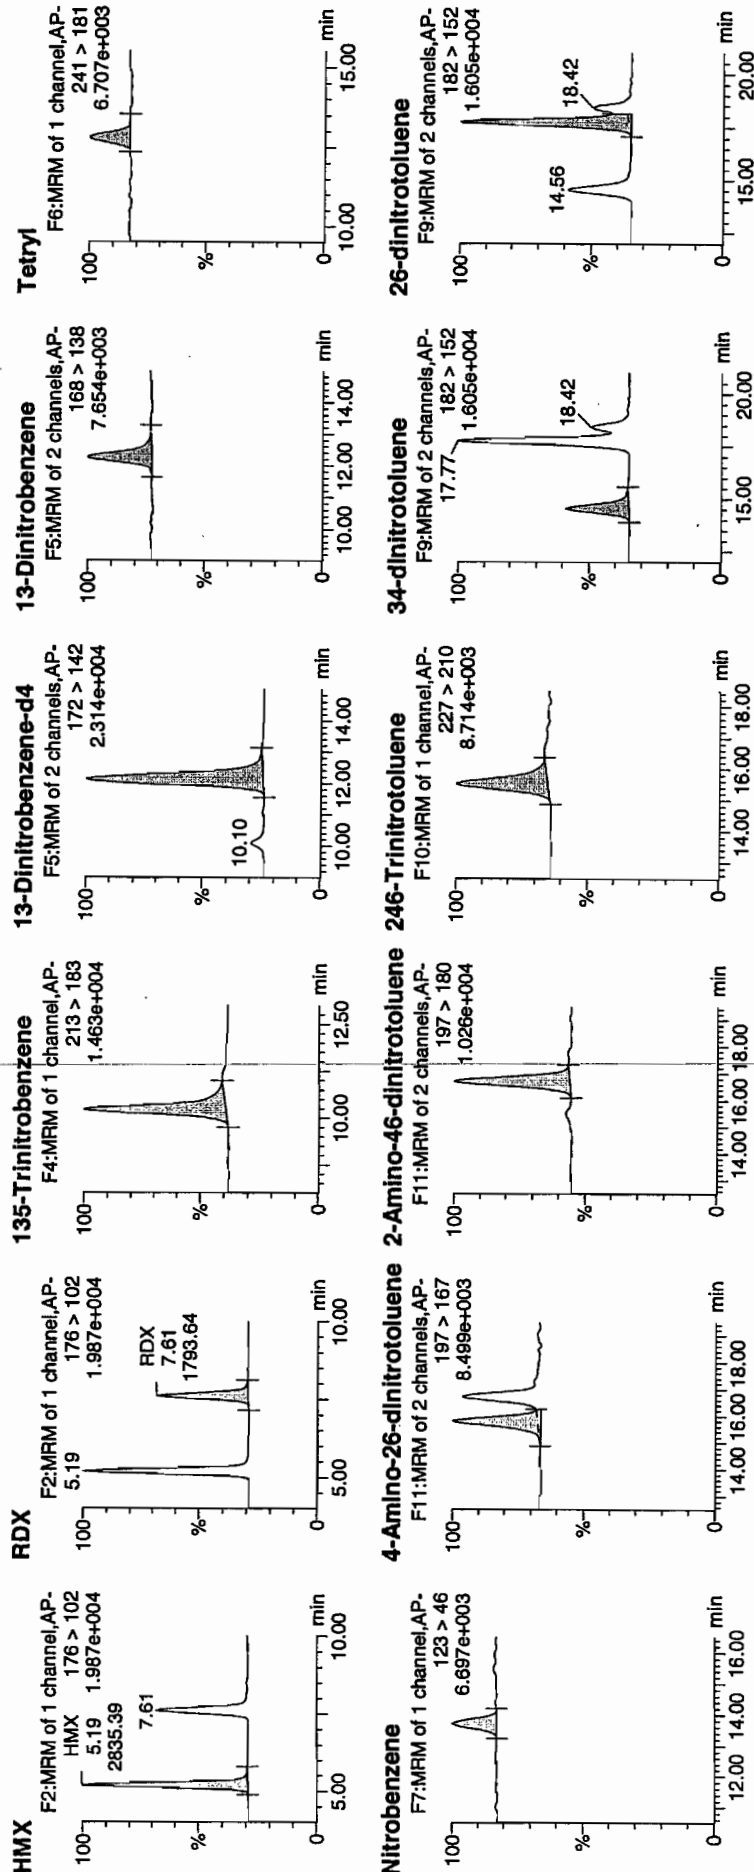 HMX
F2:MRM of 1 channel,AP-
176 > 102
1.987e+004
HMX
5.19
2835.39
7.61
100
%
0
5.00
10.00
min
RDX
F2:MRM of 1 channel,AP-
176 > 102
1.987e+004
5.19
RDX
7.61
1793.64
100
%
0
5.00
10.00
min
135-Trinitrobenzene
F4:MRM of 1 channel,AP-
213 > 183
1.463e+004
100
%
0
10.00
12.50
min
13-Dinitrobenzene-d4
F5:MRM of 2 channels,AP-
172 > 142
2.314e+004
10.10
100
%
0
10.00
12.00
14.00
min
13-Dinitrobenzene
F5:MRM of 2 channels,AP-
168 > 138
7.654e+003
100
%
0
10.00
12.00
14.00
min
Tetryl
F6:MRM of 1 channel,AP-
241 > 181
6.707e+003
100
%
0
10.00
15.00
min
Nitrobenzene
F7:MRM of 1 channel,AP-
123 > 46
6.697e+003
100
%
0
12.00
14.00
16.00
min
4-Amino-26-dinitrotoluene
F11:MRM of 2 channels,AP-
197 > 167
8.499e+003
100
%
0
14.00
16.00
18.00
min
2-Amino-46-dinitrotoluene
F11:MRM of 2 channels,AP-
197 > 180
1.026e+004
100
%
0
14.00
16.00
18.00
min
246-Trinitrotoluene
F10:MRM of 1 channel,AP-
227 > 210
8.714e+003
100
%
0
14.00
16.00
18.00
min
34-dinitrotoluene
F9:MRM of 2 channels,AP-
182 > 152
1.605e+004
17.77
18.42
100
%
0
15.00
20.00
min
26-dinitrotoluene
F9:MRM of 2 channels,AP-
182 > 152
1.605e+004
14.56
18.42
100
%
0
15.00
20.00
min